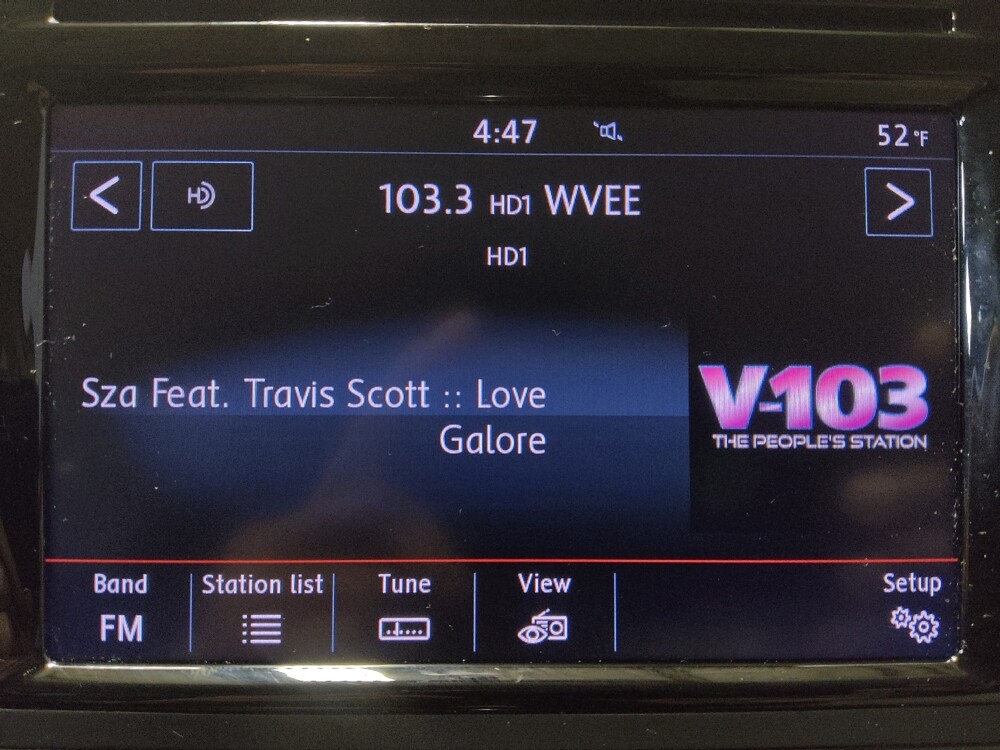 4:47
52°F
HD
103.3 HD1 WVEE
HD1
Sza Feat. Travis Scott :: Love
Galore
V-103
THE PEOPLE'S STATION
Band
FM
Station list
Tune
View
Setup